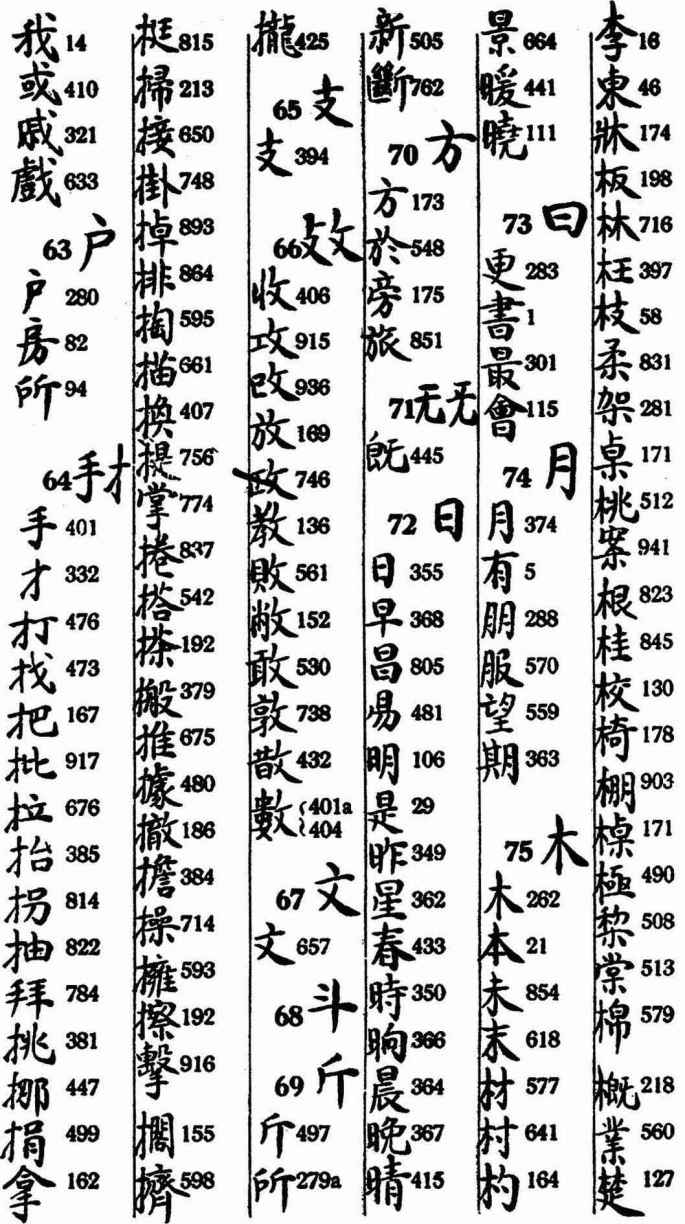 我 14
或 410
戚 321
戲 633
63 户
户 280
房 82
所 94
64 手扌
手 401
才 332
打 476
找 473
把 167
批 917
拉 676
抬 385
拐 814
抽 822
拜 784
挑 381
挪 447
捐 499
拿 162
梃 815
掃 213
接 650
掛 748
掉 893
排 864
掏 595
描 661
換 407
提 756
掌 774
捲 837
搭 542
搽 192
搬 379
推 675
據 480
撤 186
擔 384
操 714
擁 593
擦 192
擊 916
擱 155
擠 598
攏 425
65 支
支 394
66 攴攵
收 406
攻 915
改 936
放 169
政 746
教 136
敗 561
敝 152
敢 530
敦 738
散 432
數 {401a
{404
67 文
文 657
68 斗
69 斤
斤 497
所 279a
新 505
斷 762
70 方
方 173
於 548
旁 175
旅 851
71 无旡
既 445
72 日
日 355
早 368
昌 805
易 481
明 106
是 29
昨 349
星 362
春 433
時 350
晌 366
晨 364
晚 367
晴 415
景 664
暖 441
曉 111
73 曰
更 283
書 1
最 301
會 115
74 月
月 374
有 5
朋 288
服 570
望 559
期 363
75 木
木 262
本 21
未 854
末 618
材 577
村 641
杓 164
李 16
東 46
牀 174
板 198
林 716
枉 397
枝 58
柔 831
架 281
桌 171
桃 512
案 941
根 823
桂 845
校 130
椅 178
棚 903
槕 171
極 490
棃 508
棠 513
棉 579
概 218
業 560
楚 127